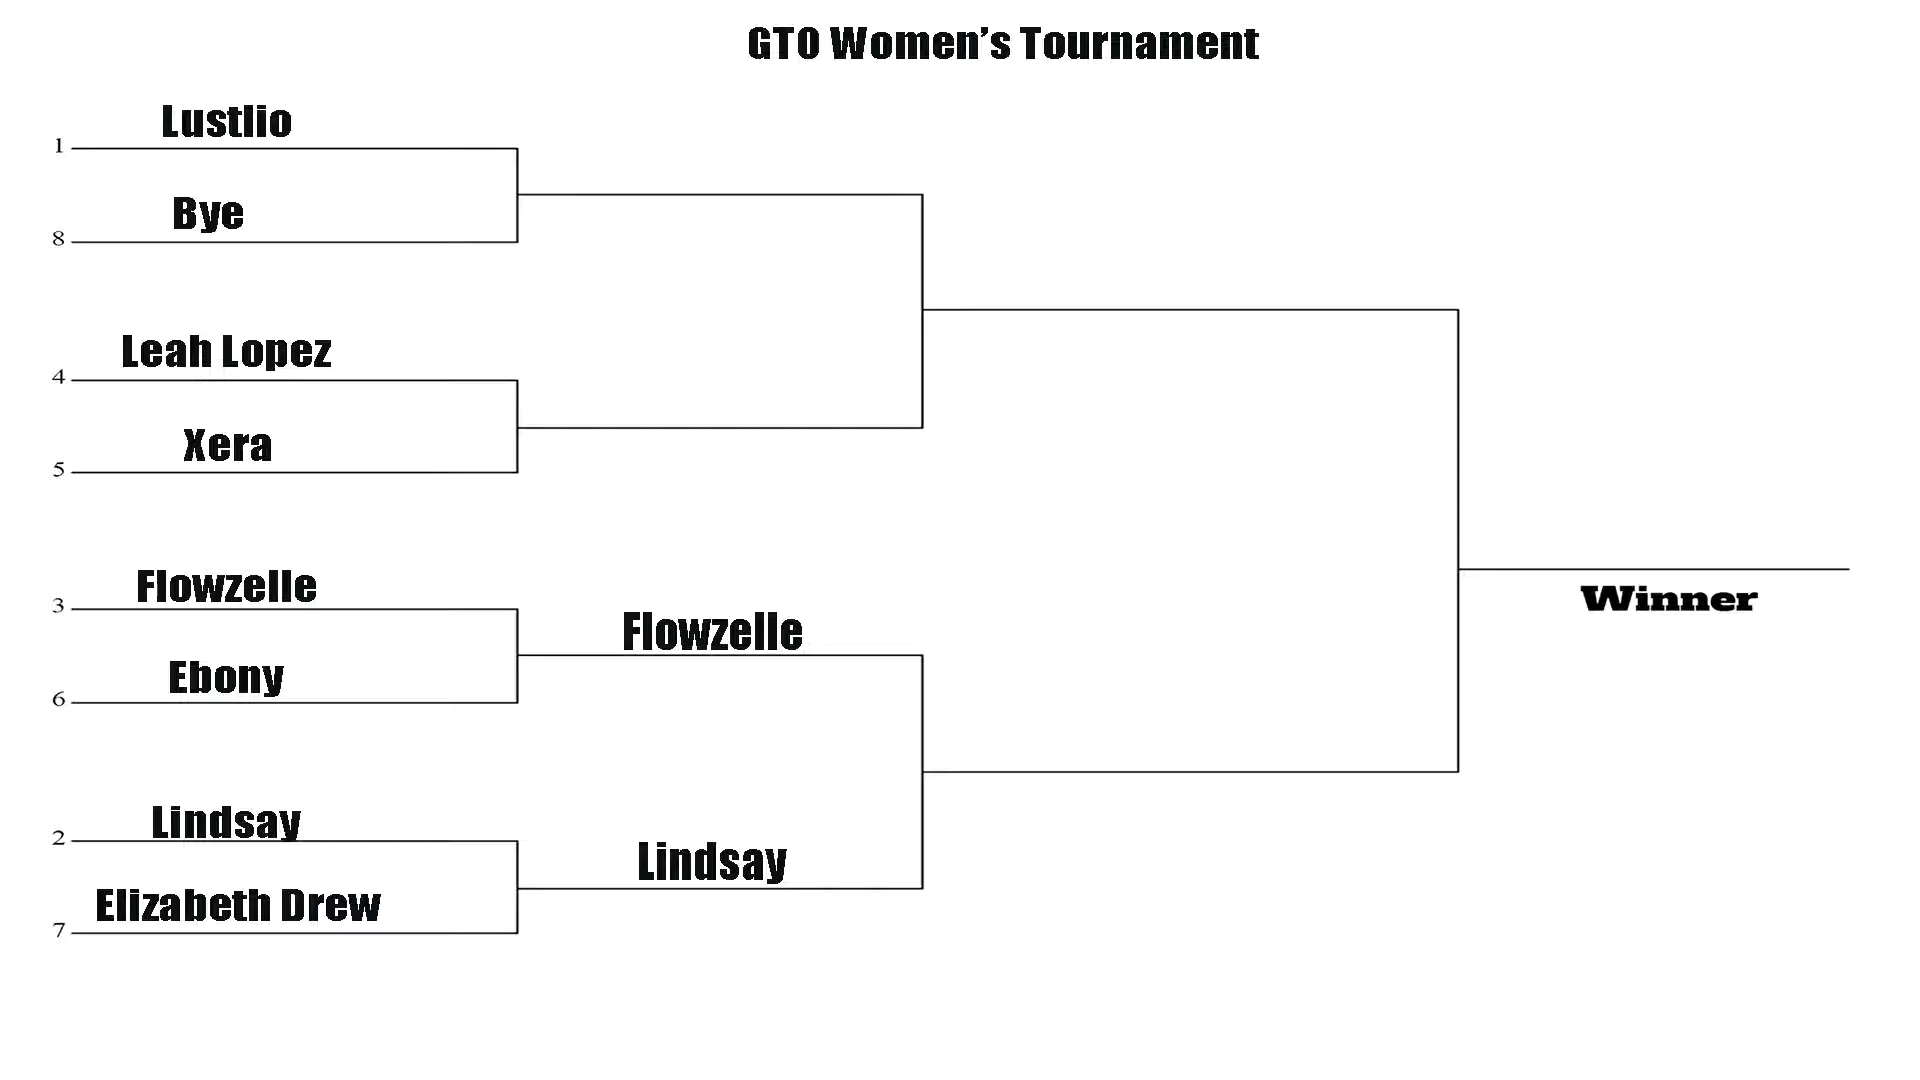 GTO Women’s Tournament
Lustlio
1
Bye
8
Leah Lopez
4
Xera
5
Flowzelle
3
Ebony
6
Flowzelle
Lindsay
2
Elizabeth Drew
7
Lindsay
Winner